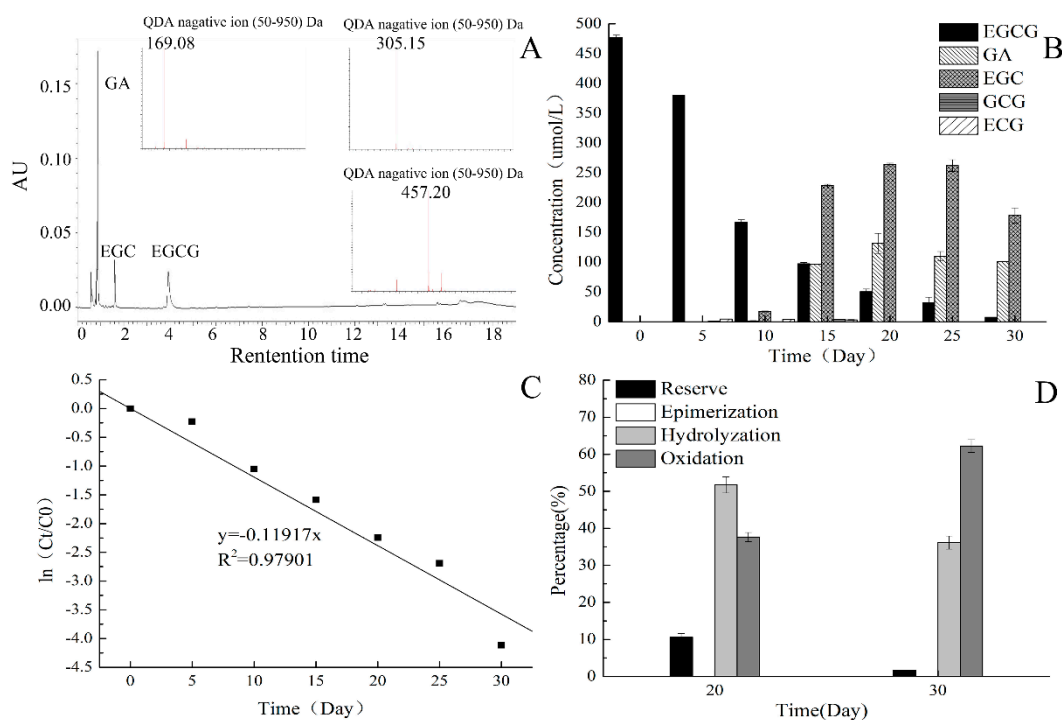 QDA nagative ion (50-950) Da
169.08
QDA nagative ion (50-950) Da
305.15
A
GA
QDA nagative ion (50-950) Da
457.20
EGC
EGCG
AU
0.15
0.10
0.05
0.00
0 2 4 6 8 10 12 14 16 18
Rentention time
B
EGCG
GA
EGC
GCG
ECG
Concentration（umol/L）
500
450
400
350
300
250
200
150
100
50
0
0 5 10 15 20 25 30
Time（Day）
C
ln（Ct/C0）
0.5
0.0
-0.5
-1.0
-1.5
-2.0
-2.5
-3.0
-3.5
-4.0
-4.5
y=-0.11917x
R²=0.97901
0 5 10 15 20 25 30
Time（Day）
D
Reserve
Epimerization
Hydrolyzation
Oxidation
Percentage(%)
80
70
60
50
40
30
20
10
0
20 30
Time(Day)